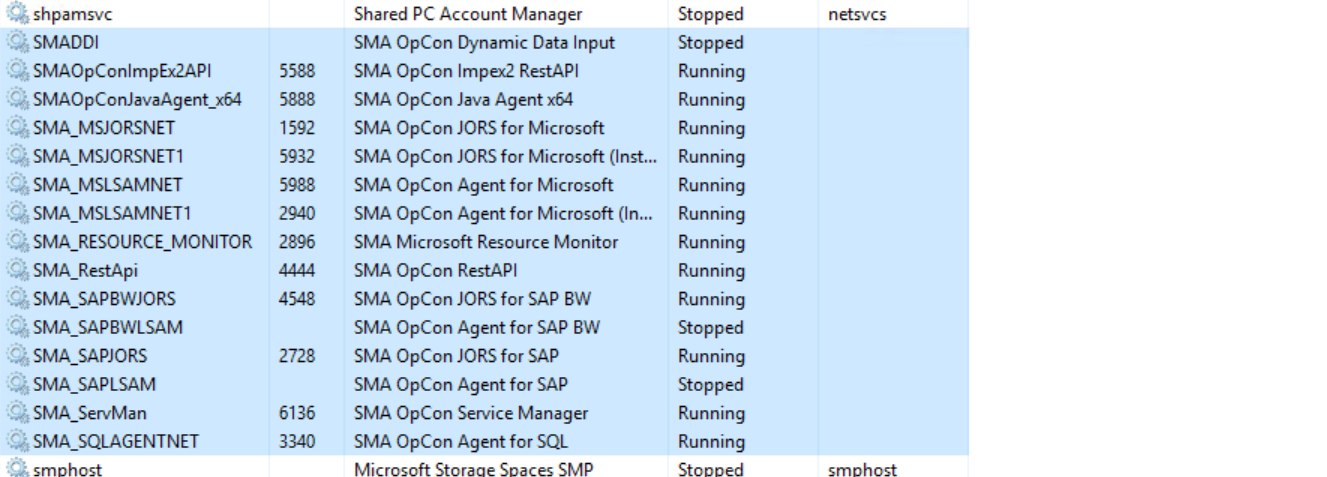 shpamsvc Shared PC Account Manager Stopped netsvcs
SMADDI SMA OpCon Dynamic Data Input Stopped
SMAOpConImpEx2API 5588 SMA OpCon Impex2 RestAPI Running
SMAOpConJavaAgent_x64 5888 SMA OpCon Java Agent x64 Running
SMA_MSJORSNET 1592 SMA OpCon JORS for Microsoft Running
SMA_MSJORSNET1 5932 SMA OpCon JORS for Microsoft (Inst... Running
SMA_MSLSAMNET 5988 SMA OpCon Agent for Microsoft Running
SMA_MSLSAMNET1 2940 SMA OpCon Agent for Microsoft (In... Running
SMA_RESOURCE_MONITOR 2896 SMA Microsoft Resource Monitor Running
SMA_RestApi 4444 SMA OpCon RestAPI Running
SMA_SAPBWJORS 4548 SMA OpCon JORS for SAP BW Running
SMA_SAPBWLSAM SMA OpCon Agent for SAP BW Stopped
SMA_SAPJORS 2728 SMA OpCon JORS for SAP Running
SMA_SAPLSAM SMA OpCon Agent for SAP Stopped
SMA_ServMan 6136 SMA OpCon Service Manager Running
SMA_SQLAGENTNET 3340 SMA OpCon Agent for SQL Running
smphost Microsoft Storage Spaces SMP Stopped smphost